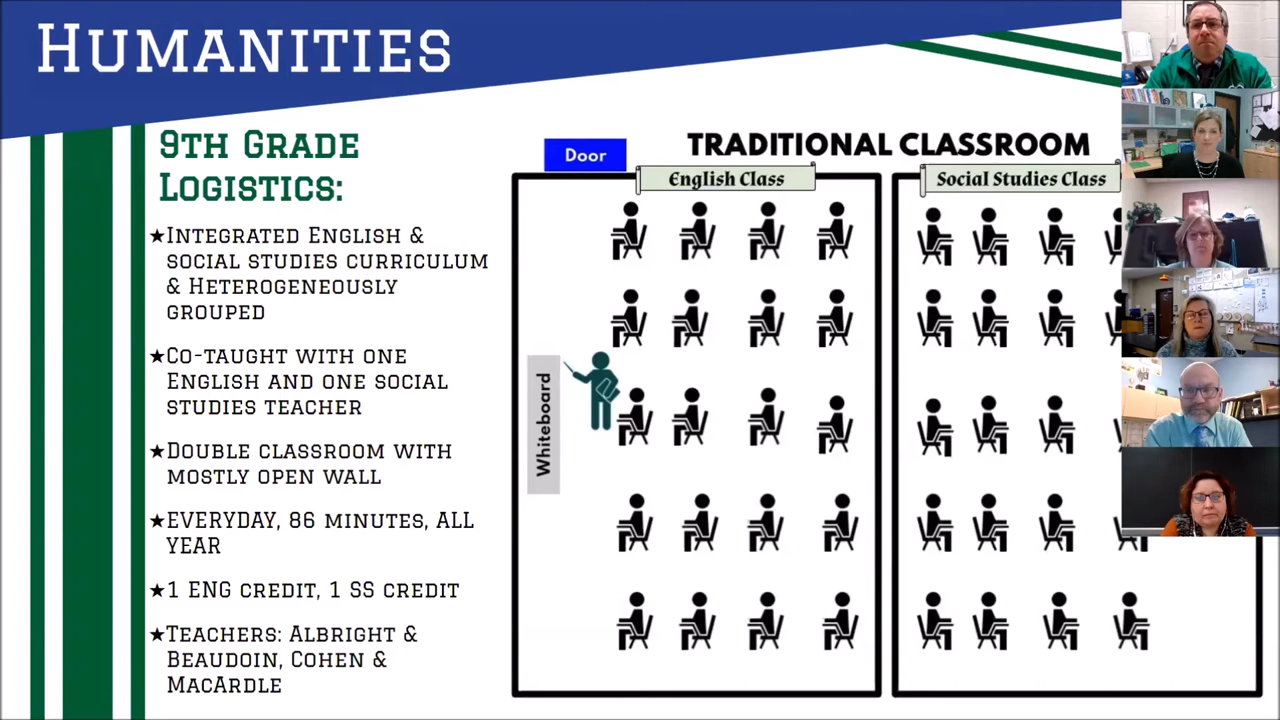 HUMANITIES
9TH GRADE
LOGISTICS:
★INTEGRATED ENGLISH &
SOCIAL STUDIES CURRICULUM
& HETEROGENEOUSLY
GROUPED
★CO-TAUGHT WITH ONE
ENGLISH AND ONE SOCIAL
STUDIES TEACHER
★DOUBLE CLASSROOM WITH
MOSTLY OPEN WALL
★EVERYDAY, 86 MINUTES, ALL
YEAR
★1 ENG CREDIT, 1 SS CREDIT
★TEACHERS: ALBRIGHT &
BEAUDOIN, COHEN &
MACARDLE
TRADITIONAL CLASSROOM
Door
English Class
Social Studies Class
Whiteboard